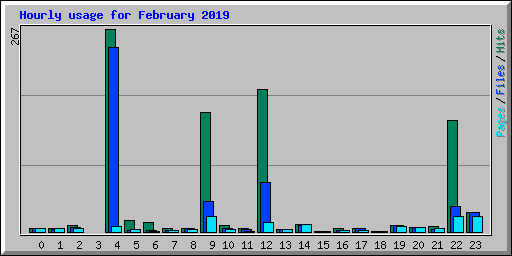 Hourly usage for February 2019
267
Pages/Files/Hits
0 1 2 3 4 5 6 7 8 9 10 11 12 13 14 15 16 17 18 19 20 21 22 23